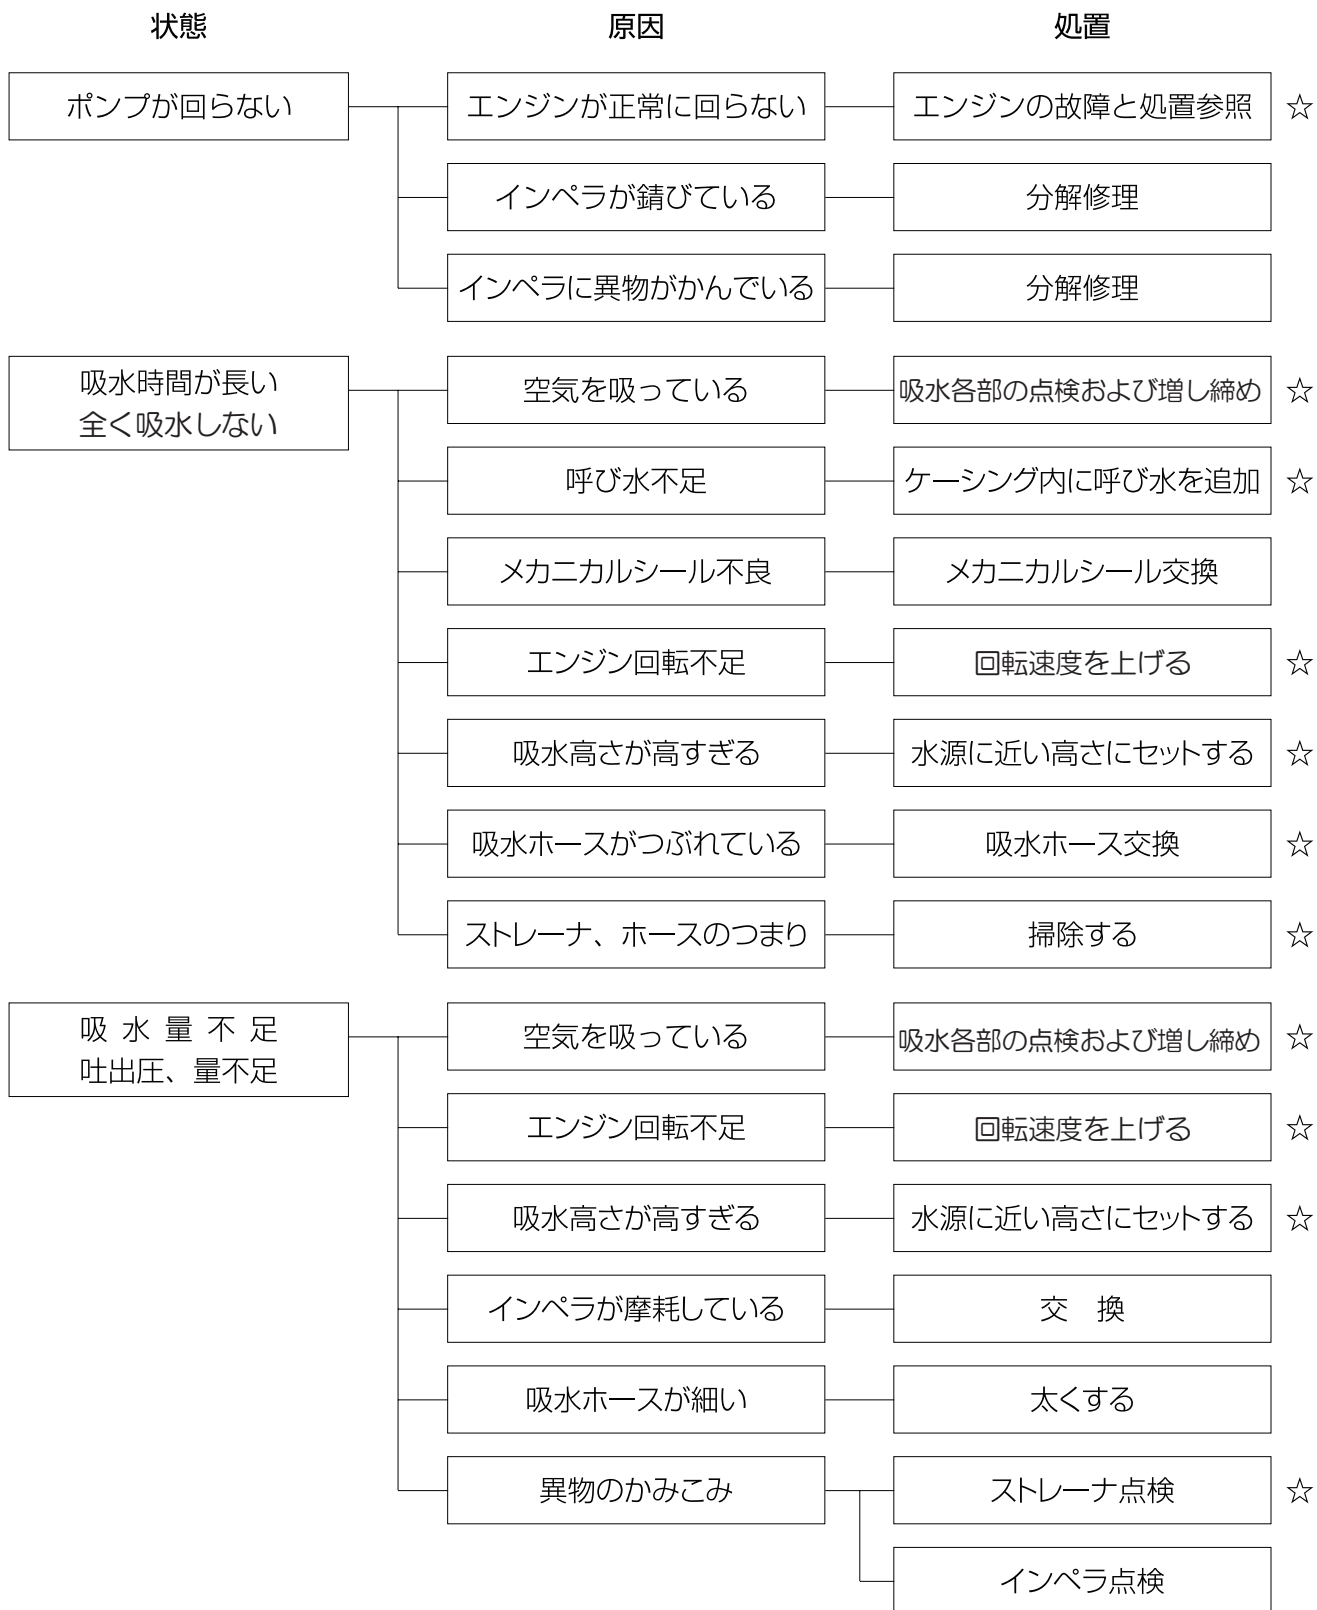 状態 原因 処置
ポンプが回らない エンジンが正常に回らない エンジンの故障と処置参照 ☆
インペラが錆びている 分解修理
インペラに異物がかんでいる 分解修理
吸水時間が長い 空気を吸っている 吸水各部の点検および増し締め ☆
全く吸水しない
呼び水不足 ケーシング内に呼び水を追加 ☆
メカニカルシール不良 メカニカルシール交換
エンジン回転不足 回転速度を上げる ☆
吸水高さが高すぎる 水源に近い高さにセットする ☆
吸水ホースがつぶれている 吸水ホース交換 ☆
ストレーナ、ホースのつまり 掃除する ☆
吸水量不足 空気を吸っている 吸水各部の点検および増し締め ☆
吐出圧、量不足
エンジン回転不足 回転速度を上げる ☆
吸水高さが高すぎる 水源に近い高さにセットする ☆
インペラが摩耗している 交 換
吸水ホースが細い 太くする
異物のかみこみ ストレーナ点検 ☆
インペラ点検